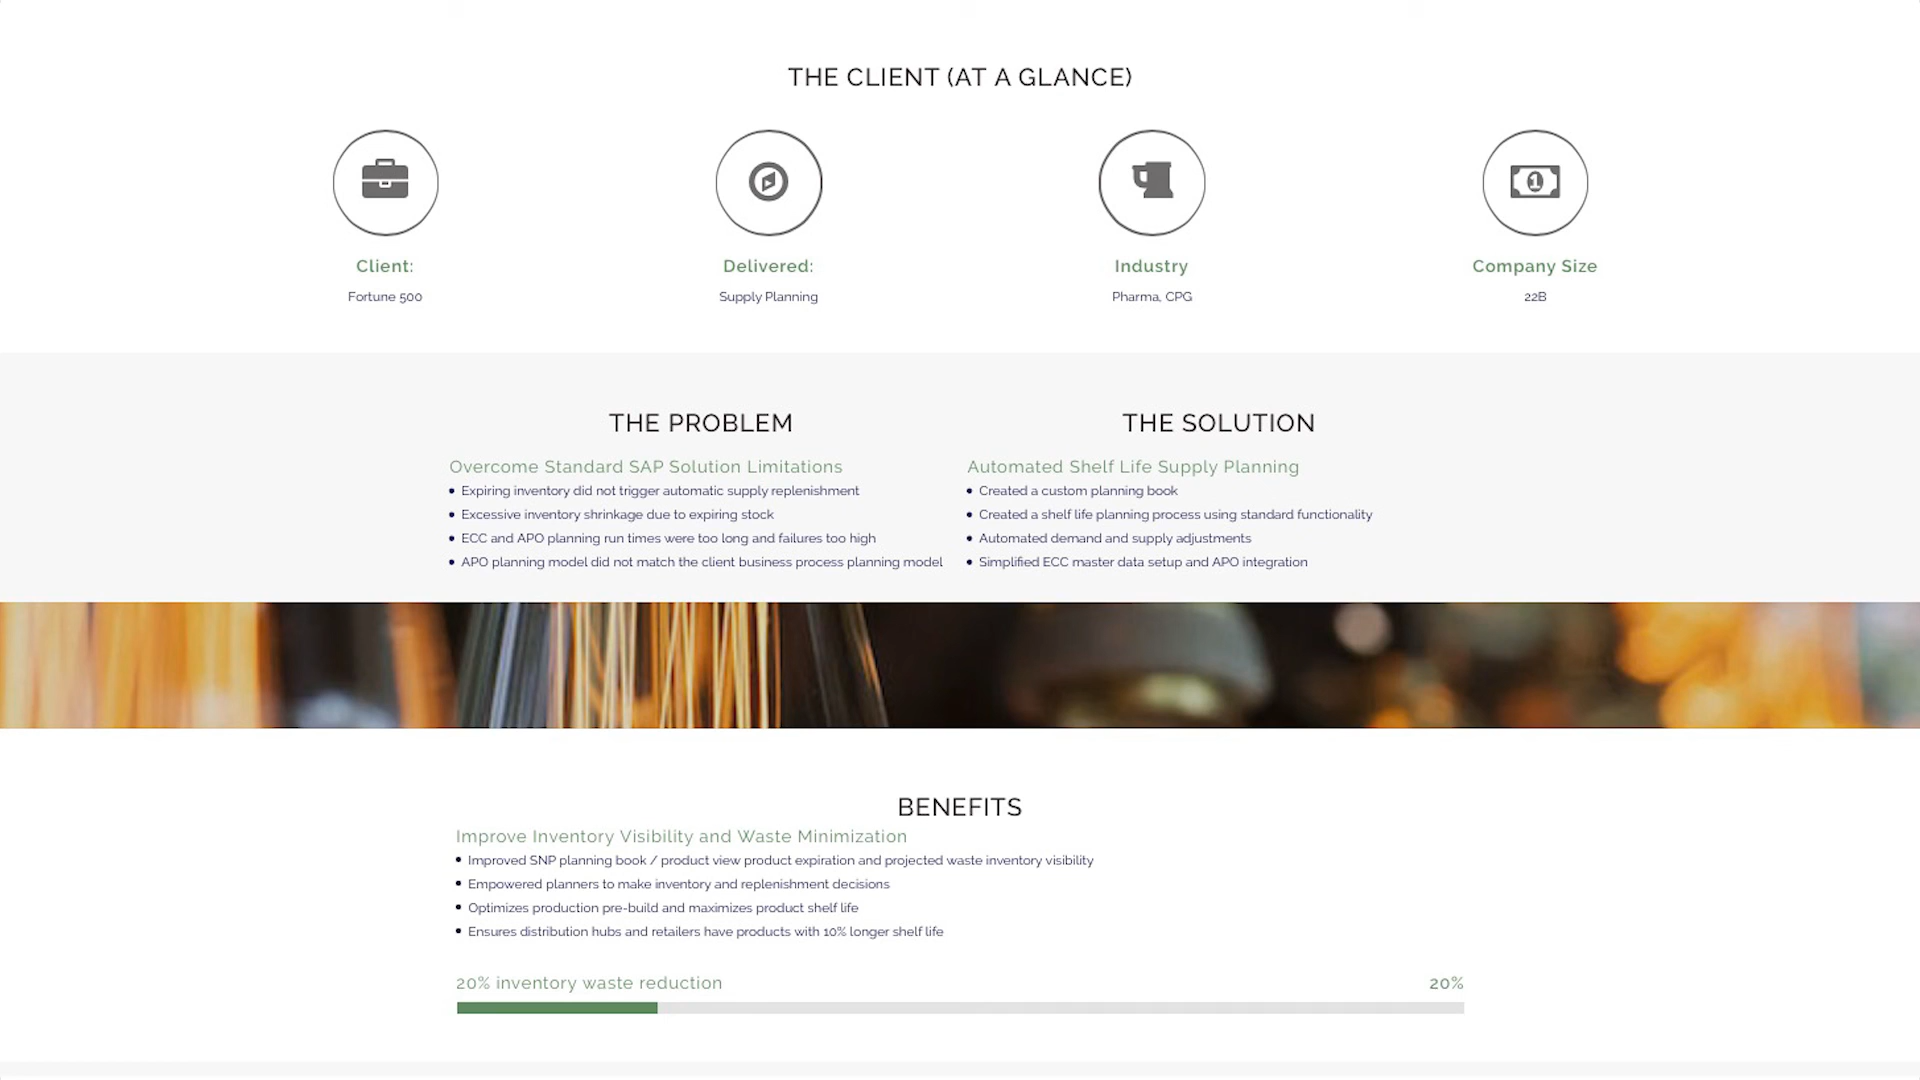 THE CLIENT (AT A GLANCE)
Client:
Fortune 500
Delivered:
Supply Planning
Industry
Pharma, CPG
1
Company Size
22B
THE PROBLEM
Overcome Standard SAP Solution Limitations
Expiring inventory did not trigger automatic supply replenishment
Excessive inventory shrinkage due to expiring stock
ECC and APO planning run times were too long and failures too high
APO planning model did not match the client business process planning model
THE SOLUTION
Automated Shelf Life Supply Planning
Created a custom planning book
Created a shelf life planning process using standard functionality
Automated demand and supply adjustments
Simplified ECC master data setup and APO integration
BENEFITS
Improve Inventory Visibility and Waste Minimization
Improved SNP planning book / product view product expiration and projected waste inventory visibility
Empowered planners to make inventory and replenishment decisions
Optimizes production pre-build and maximizes product shelf life
Ensures distribution hubs and retailers have products with 10% longer shelf life
20% inventory waste reduction 20%